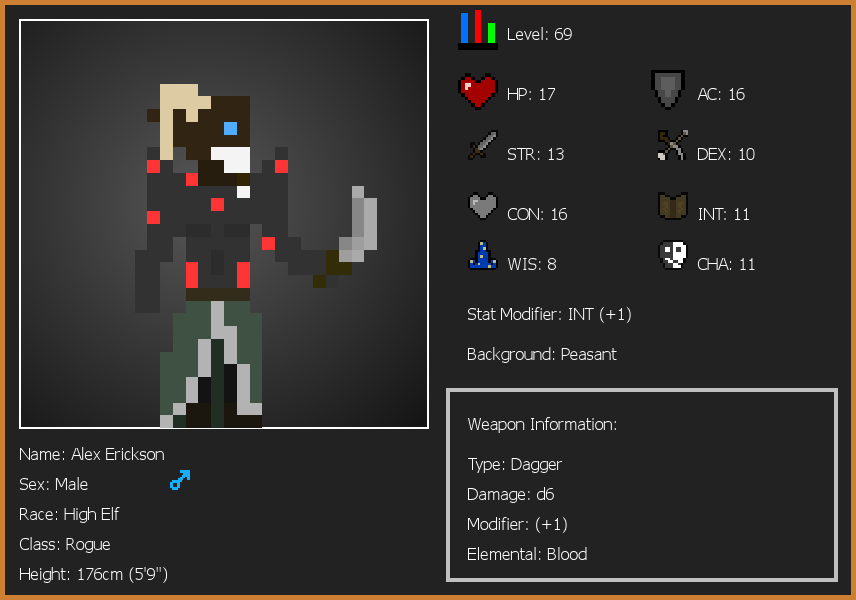 Level: 69
HP: 17
AC: 16
STR: 13
DEX: 10
CON: 16
INT: 11
WIS: 8
CHA: 11
Stat Modifier: INT (+1)
Background: Peasant
Weapon Information:
Type: Dagger
Damage: d6
Modifier: (+1)
Elemental: Blood
Name: Alex Erickson
Sex: Male
Race: High Elf
Class: Rogue
Height: 176cm (5'9")